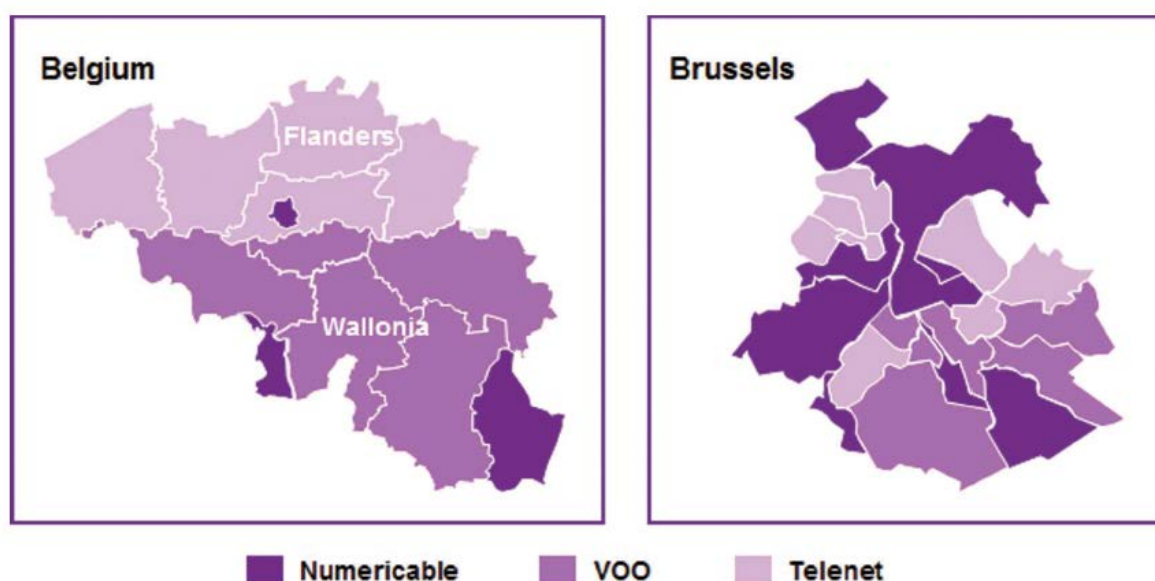 Belgium
Flanders
Wallonia
Brussels
Numericable
VOO
Telenet